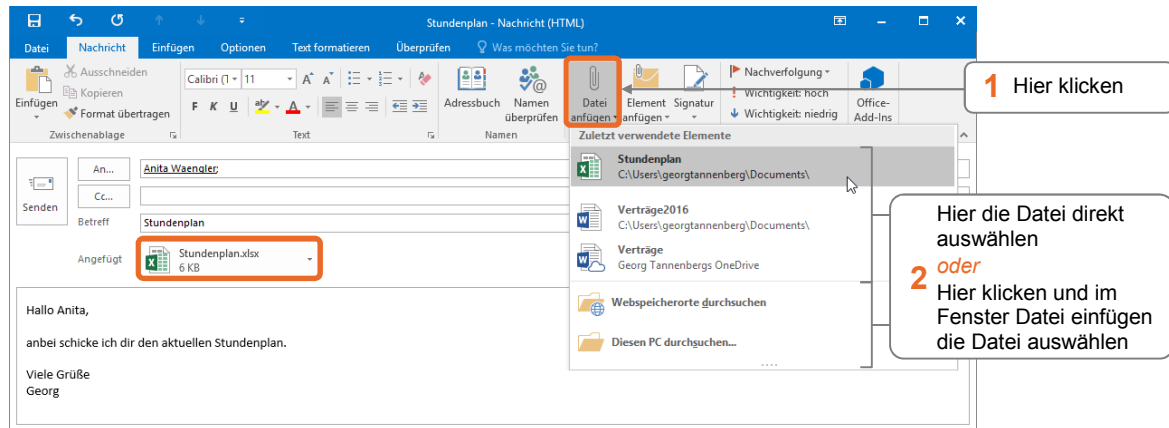 Stundenplan - Nachricht (HTML)
Datei Nachricht Einfügen Optionen Text formatieren Überprüfen Was möchten Sie tun?
Einfügen
Ausschneiden
Kopieren
Format übertragen
Zwischenablage
Calibri (T 11
F K U
Text
Adressbuch
Namen überprüfen
Namen
Datei anfügen
Element anfügen
Signatur
Nachverfolgung
Wichtigkeit: hoch
Wichtigkeit: niedrig
Office-Add-Ins
1 Hier klicken
Zuletzt verwendete Elemente
Stundenplan
C:\Users\georgtannenberg\Documents\
Verträge2016
C:\Users\georgtannenberg\Documents\
Verträge
Georg Tannenbergs OneDrive
Webspeicherorte durchsuchen
Diesen PC durchsuchen...
2
Hier die Datei direkt
auswählen
oder
Hier klicken und im
Fenster Datei einfügen
die Datei auswählen
Senden
An... Anita Waengler;
Cc...
Betreff Stundenplan
Angefügt
Stundenplan.xlsx
6 KB
Hallo Anita,
anbei schicke ich dir den aktuellen Stundenplan.
Viele Grüße
Georg